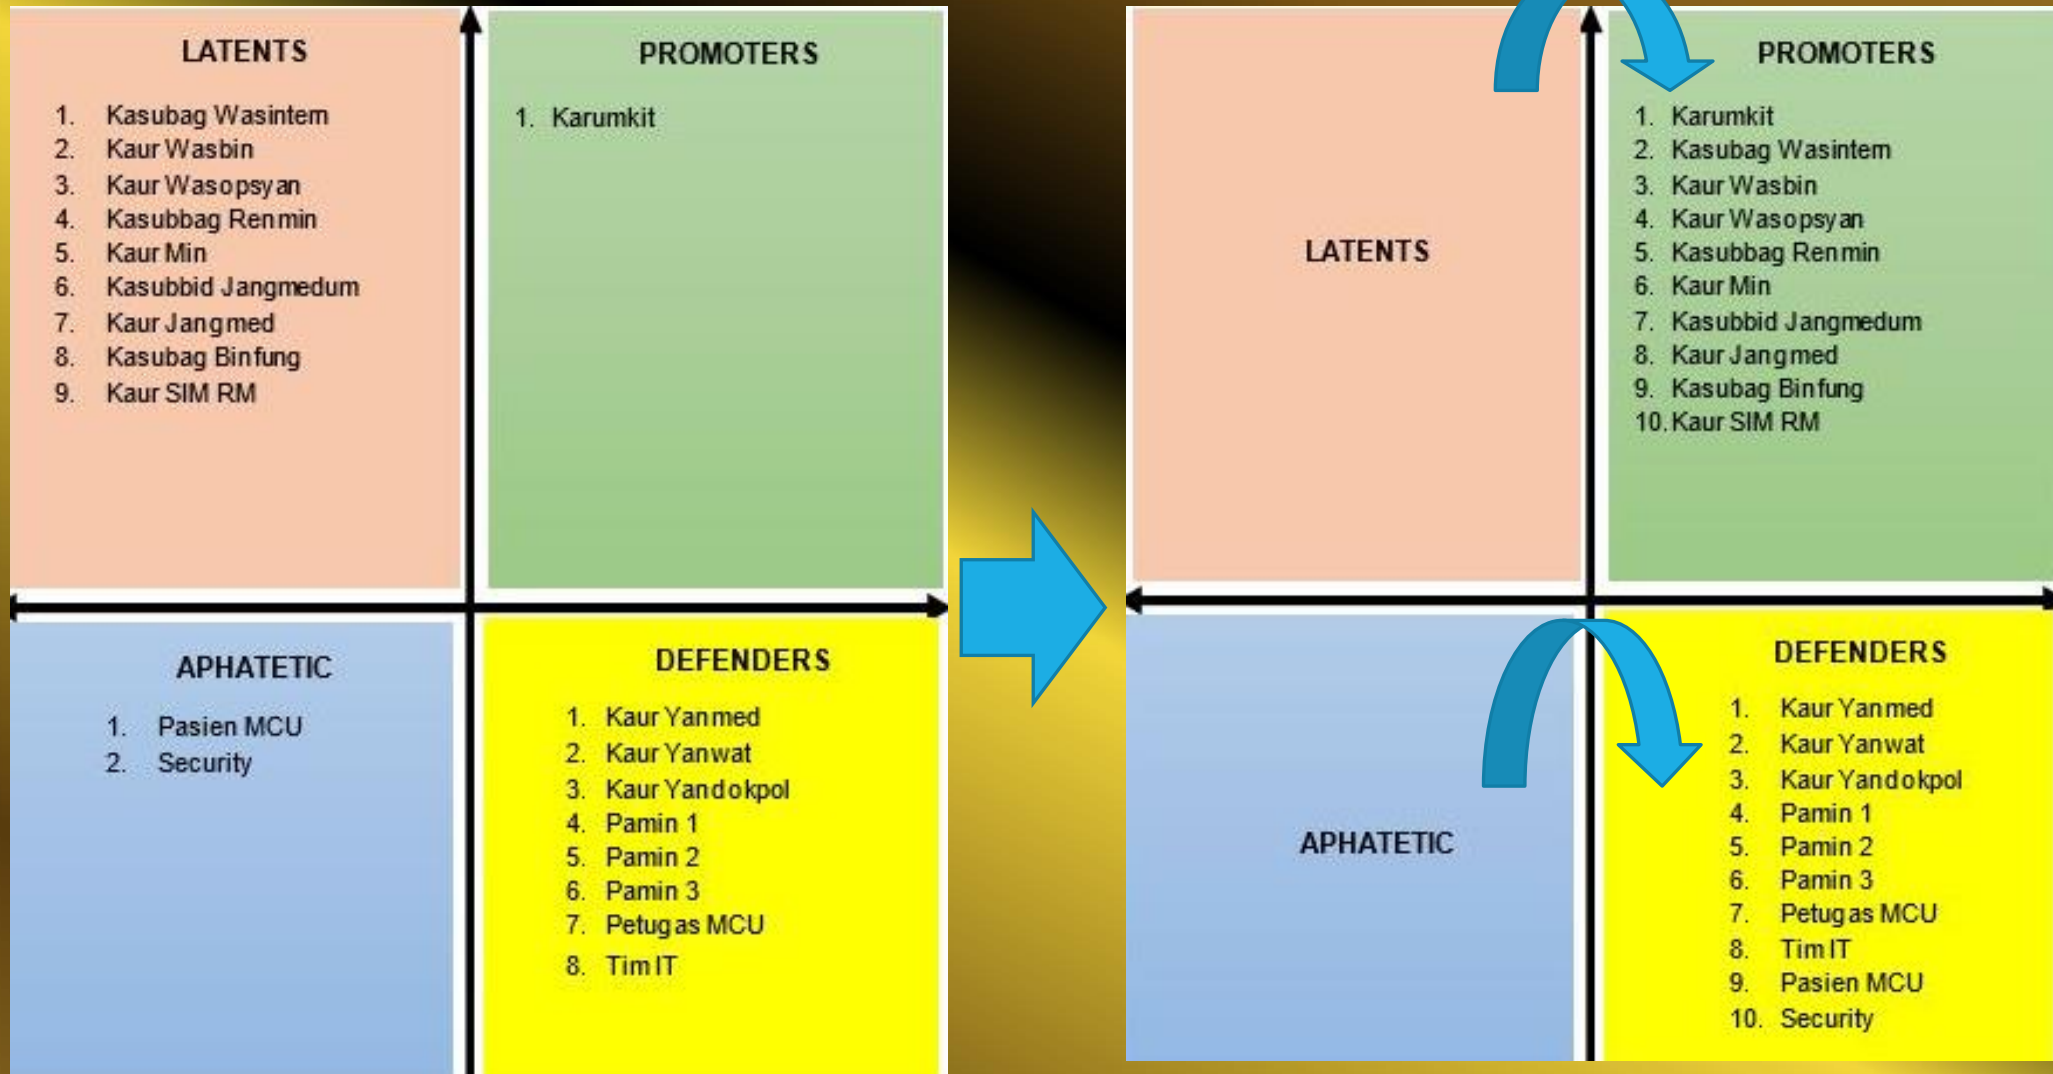 LATENTS
1. Kasubag Wasintern
2. Kaur Wasbin
3. Kaur Wasopsyan
4. Kasubbag Renmin
5. Kaur Min
6. Kasubbid Jangmedum
7. Kaur Jangmed
8. Kasubag Binfung
9. Kaur SIM RM
PROMOTERS
1. Karumkit
APHATETIC
1. Pasien MCU
2. Security
DEFENDERS
1. Kaur Yanmed
2. Kaur Yanwat
3. Kaur Yandokpol
4. Pamin 1
5. Pamin 2
6. Pamin 3
7. Petugas MCU
8. Tim IT
LATENTS
PROMOTERS
1. Karumkit
2. Kasubag Wasintern
3. Kaur Wasbin
4. Kaur Wasopsyan
5. Kasubbag Renmin
6. Kaur Min
7. Kasubbid Jangmedum
8. Kaur Jangmed
9. Kasubag Binfung
10. Kaur SIM RM
APHATETIC
DEFENDERS
1. Kaur Yanmed
2. Kaur Yanwat
3. Kaur Yandokpol
4. Pamin 1
5. Pamin 2
6. Pamin 3
7. Petugas MCU
8. Tim IT
9. Pasien MCU
10. Security